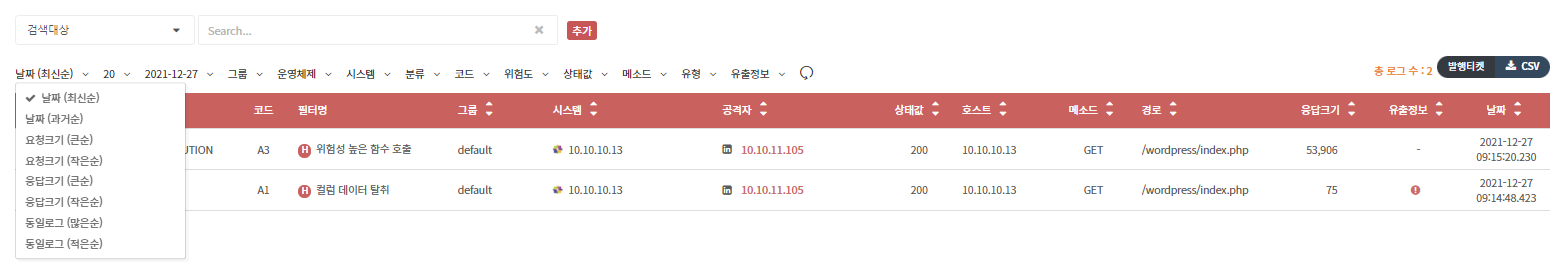 검색대상 Search... 추가
날짜 (최신순) 20 2021-12-27 그룹 운영체제 시스템 분류 코드 위험도 상태값 메소드 유형 유출정보 총 로그 수 : 2 발행티켓 CSV
날짜 (최신순)
날짜 (과거순)
요청크기 (큰순)
요청크기 (작은순)
응답크기 (큰순)
응답크기 (작은순)
동일로그 (많은순)
동일로그 (적은순)
코드 필터명 그룹 시스템 공격자 상태값 호스트 메소드 경로 응답크기 유출정보 날짜
UTION A3 H 위험성 높은 함수 호출 default 10.10.10.13 10.10.11.105 200 10.10.10.13 GET /wordpress/index.php 53,906 - 2021-12-27
09:15:20.230
A1 H 컬럼 데이터 탈취 default 10.10.10.13 10.10.11.105 200 10.10.10.13 GET /wordpress/index.php 75 2021-12-27
09:14:48.423